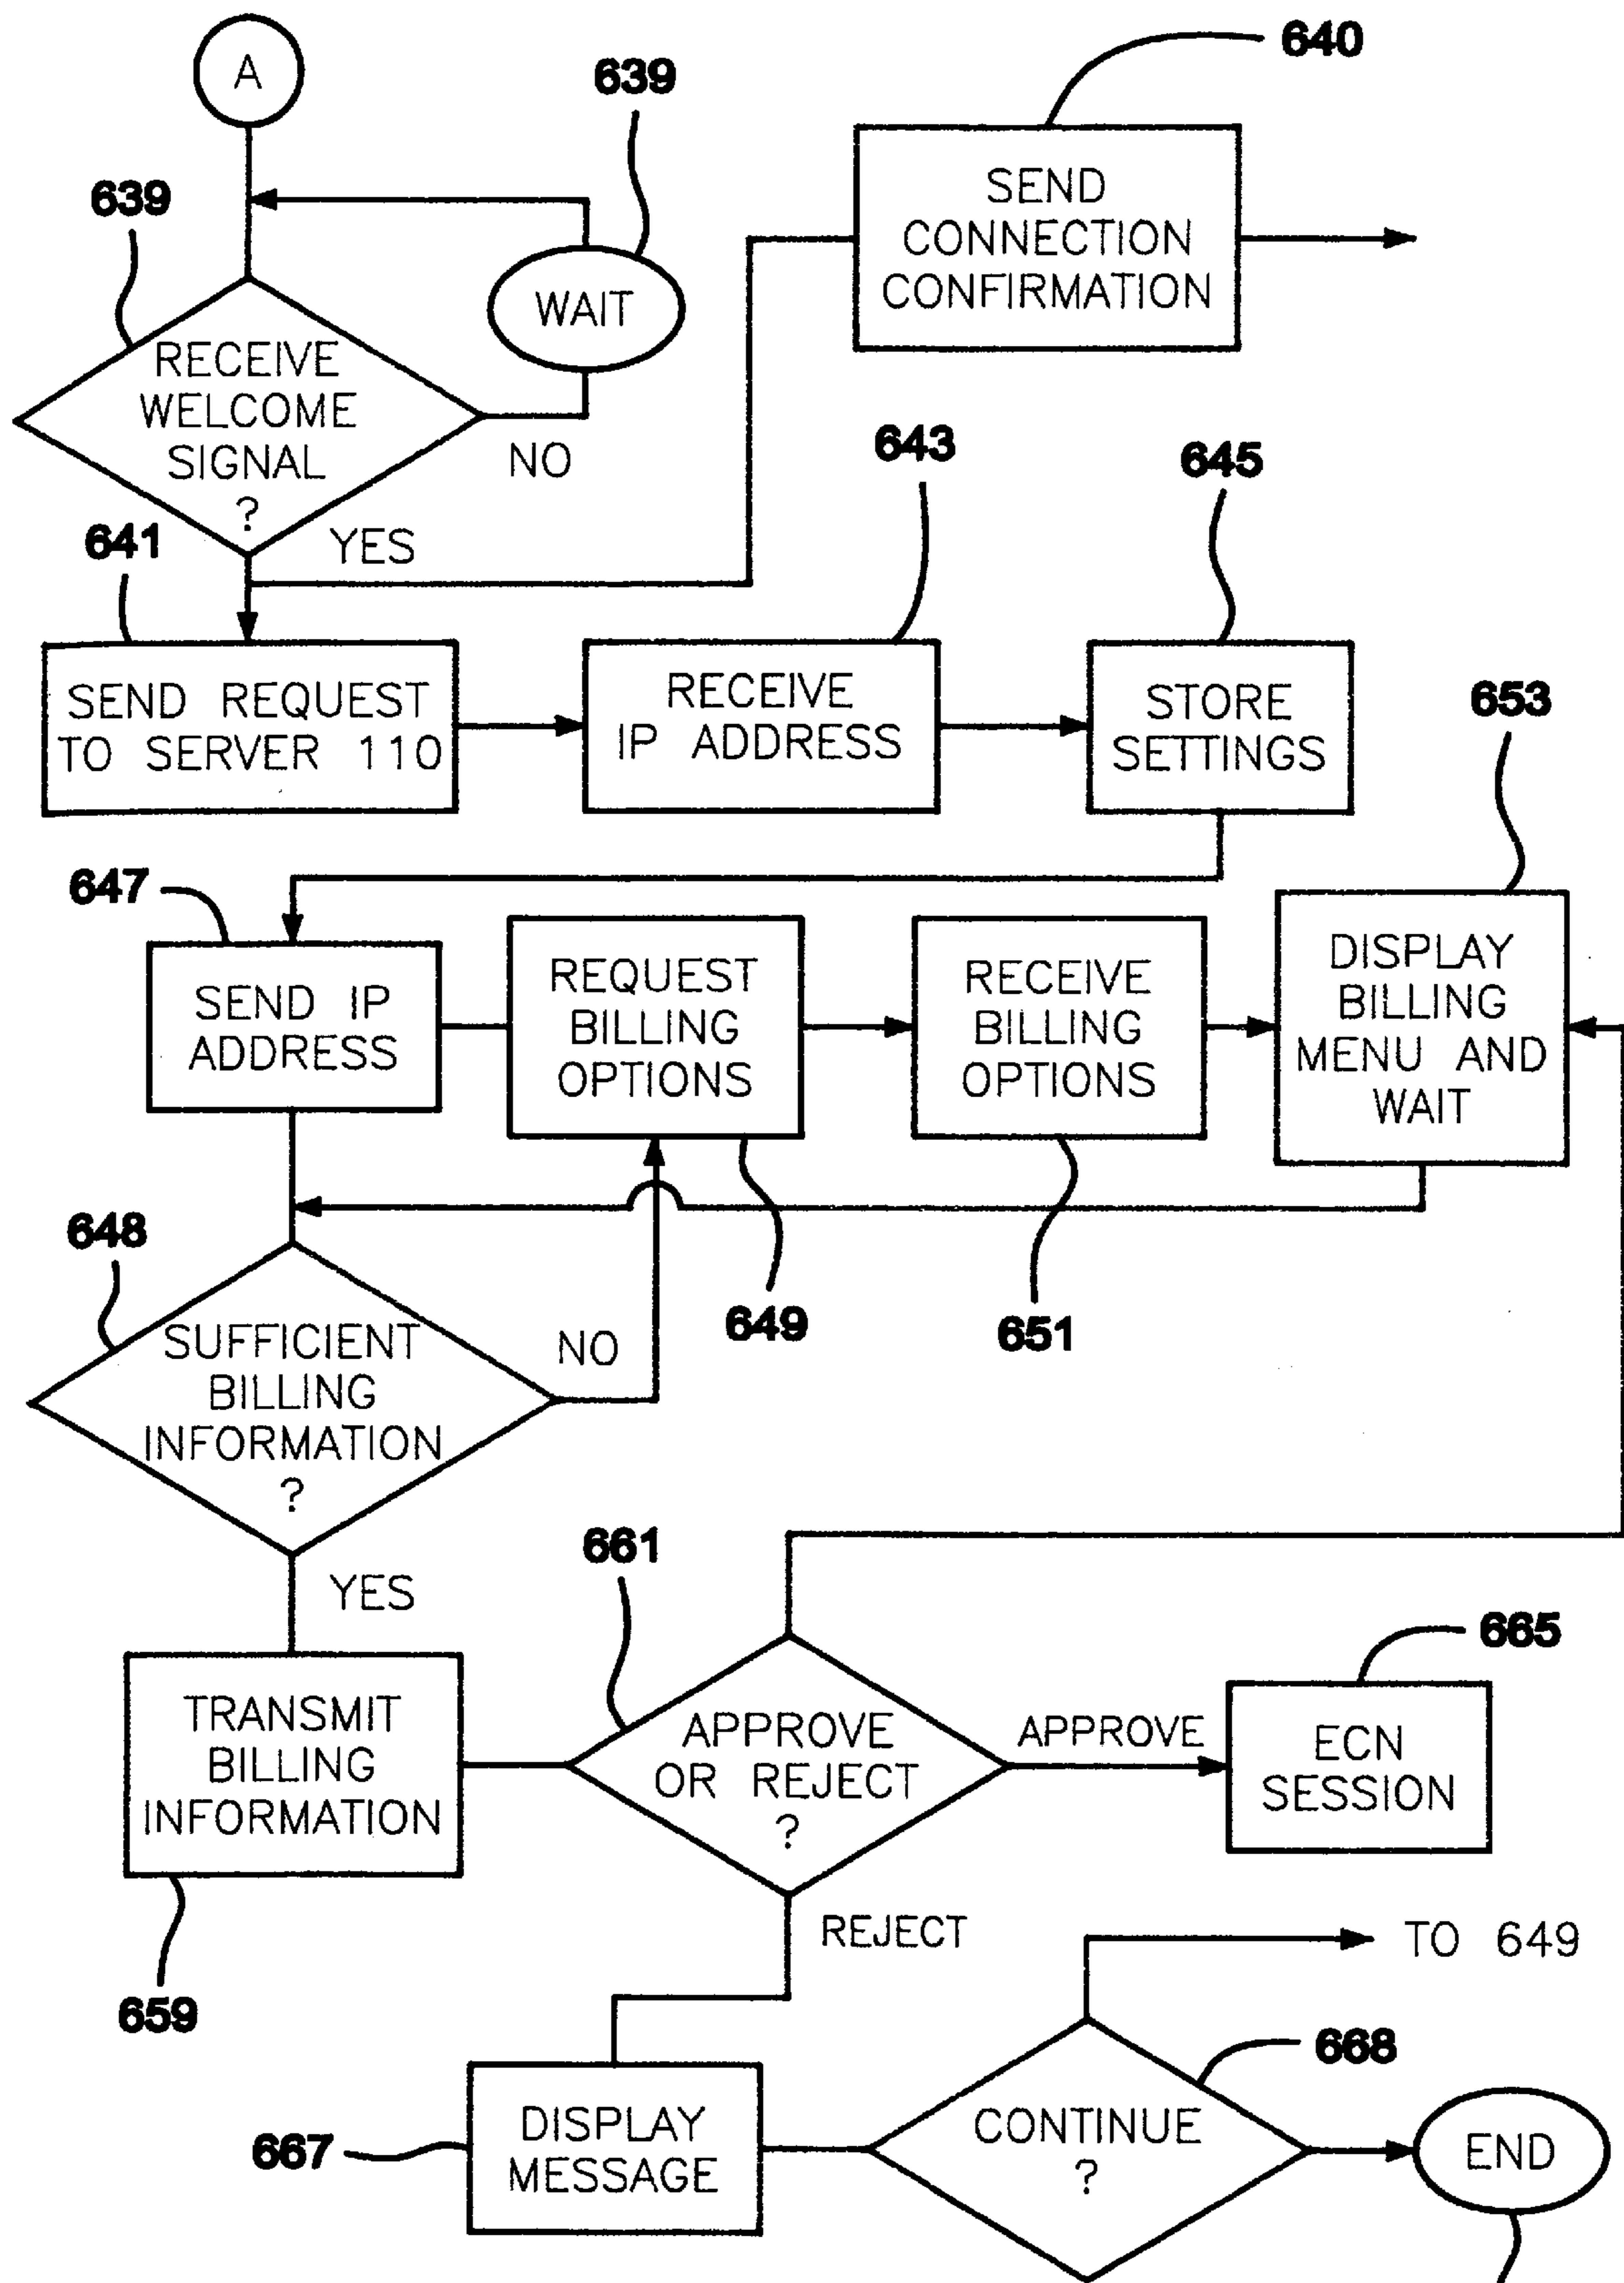 A
639
639
640
SEND
CONNECTION
CONFIRMATION
WAIT
RECEIVE
WELCOME
SIGNAL
?
NO
YES
641
643
645
SEND REQUEST
TO SERVER 110
RECEIVE
IP ADDRESS
STORE
SETTINGS
653
647
SEND IP
ADDRESS
REQUEST
BILLING
OPTIONS
RECEIVE
BILLING
OPTIONS
DISPLAY
BILLING
MENU AND
WAIT
648
649
651
SUFFICIENT
BILLING
INFORMATION
?
NO
YES
661
665
TRANSMIT
BILLING
INFORMATION
APPROVE
OR REJECT
?
APPROVE
ECN
SESSION
REJECT
659
TO 649
668
667
DISPLAY
MESSAGE
CONTINUE
?
END